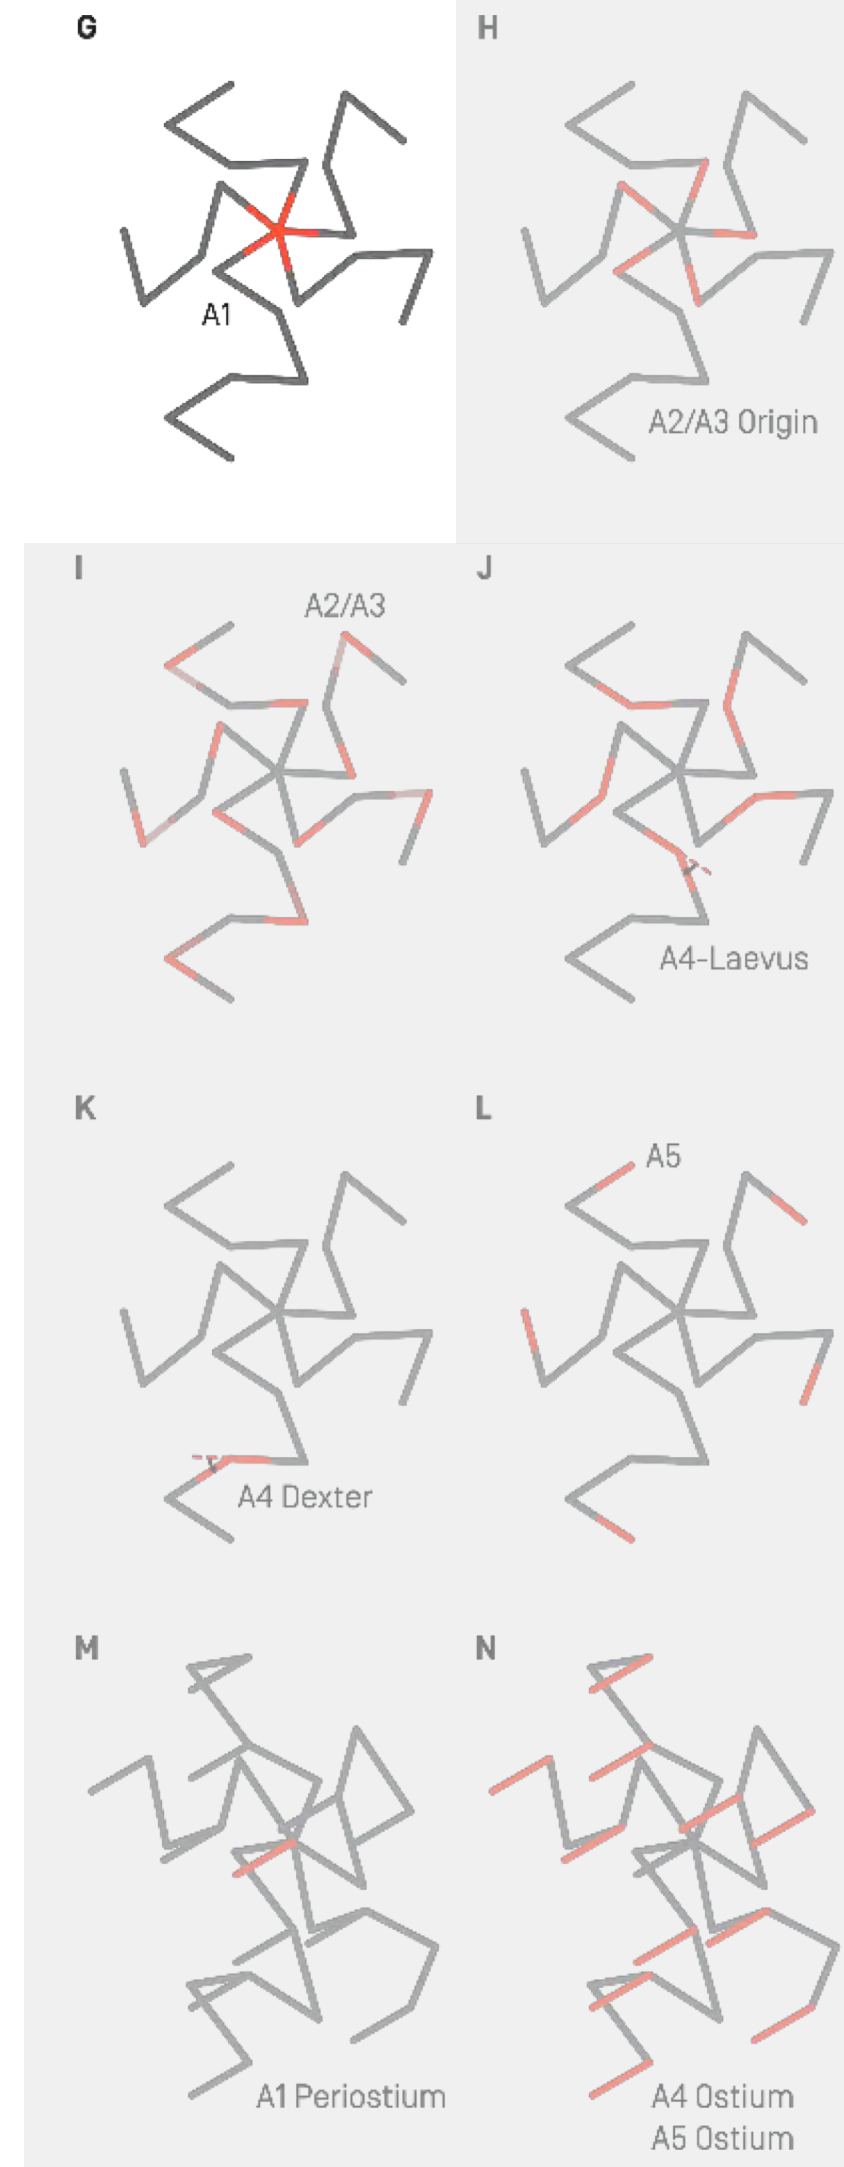 G
H
A1
A2/A3 Origin
I
J
A2/A3
A4-Laevus
K
L
A5
A4 Dexter
M
N
A1 Periostium
A4 Ostium
A5 Ostium